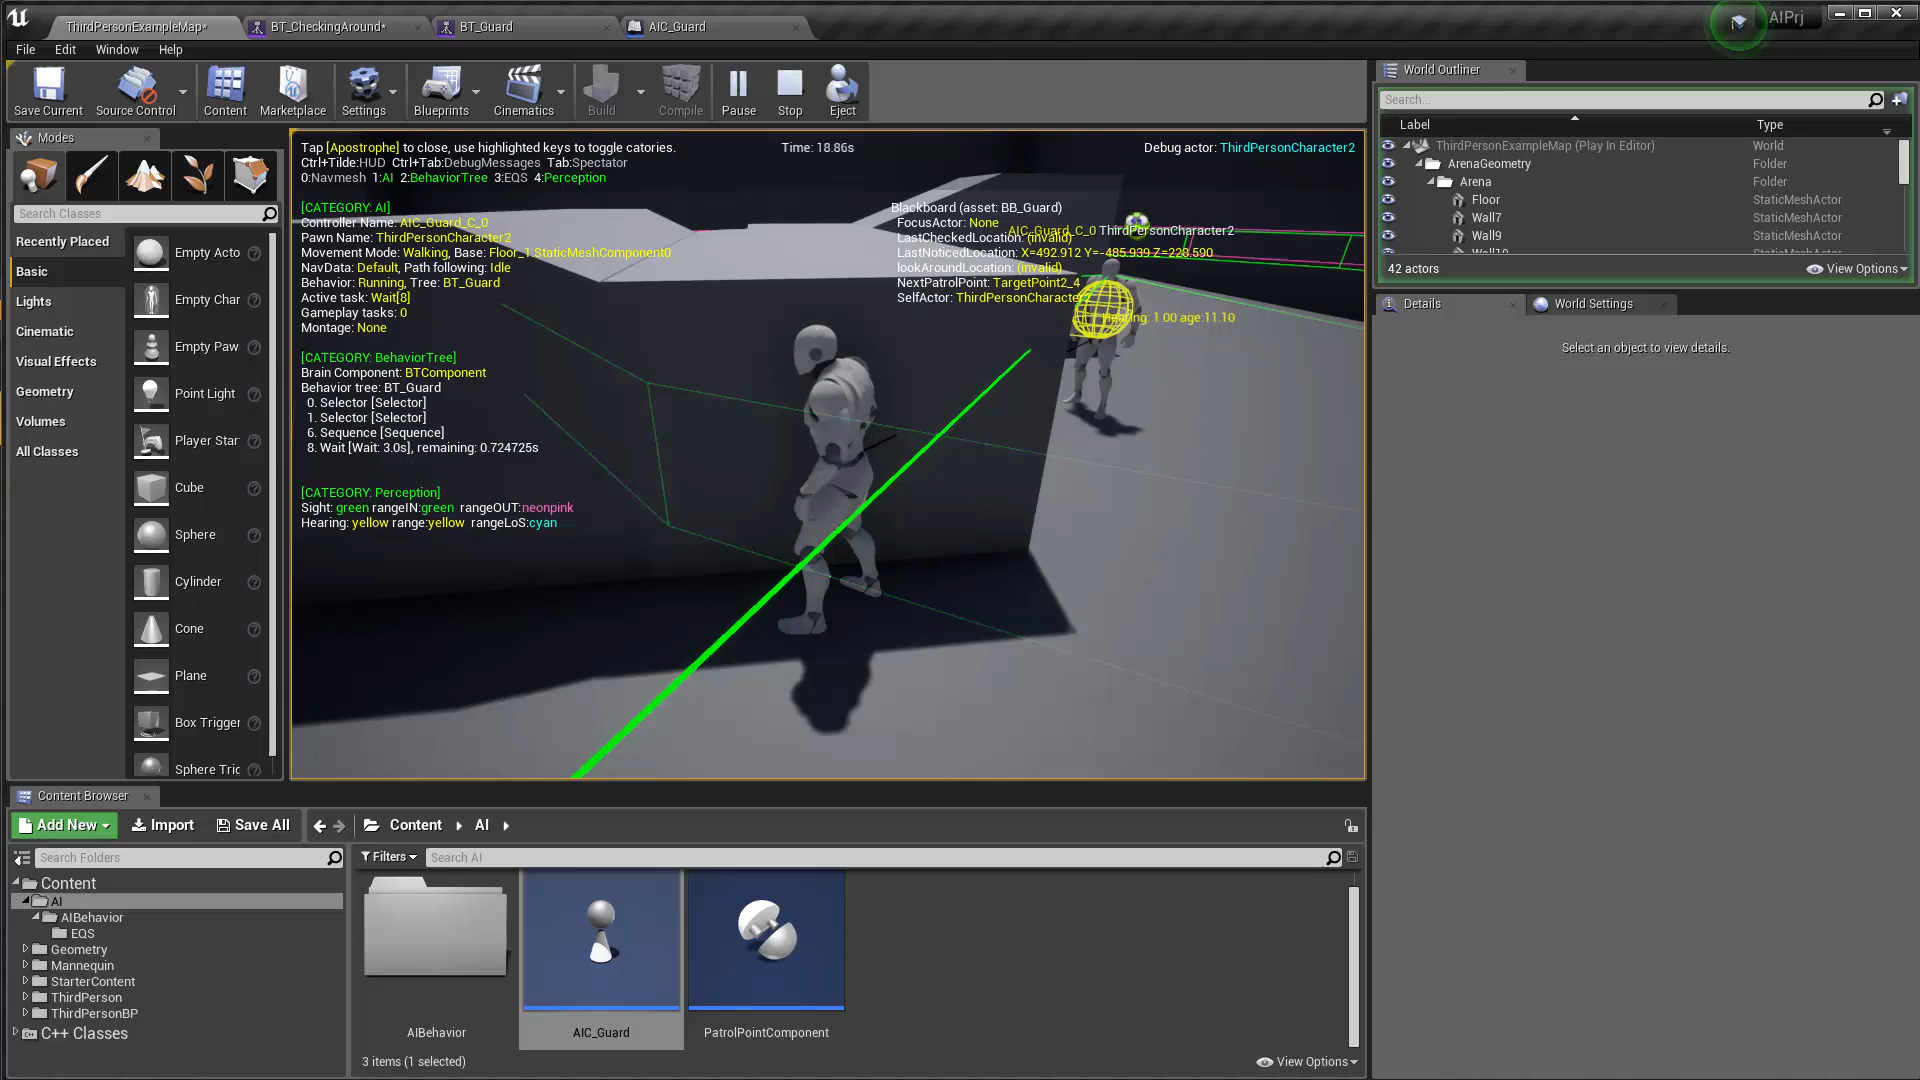 ThirdPersonExampleMap*
BT_CheckingAround*
BT_Guard
AIC_Guard
AIPrj
File Edit Window Help
Save Current
Source Control
Content
Marketplace
Settings
Blueprints
Cinematics
Build
Compile
Pause
Stop
Eject
Modes
Search Classes
Recently Placed
Basic
Lights
Cinematic
Visual Effects
Geometry
Volumes
All Classes
Empty Acto
Empty Char
Empty Paw
Point Light
Player Star
Cube
Sphere
Cylinder
Cone
Plane
Box Trigger
Sphere Tric
Tap [Apostrophe] to close, use highlighted keys to toggle catories.
Ctrl+Tilde:HUD Ctrl+Tab:DebugMessages Tab:Spectator
0:Navmesh 1:AI 2:BehaviorTree 3:EQS 4:Perception
Time: 18.86s
Debug actor: ThirdPersonCharacter2
[CATEGORY: AI]
Controller Name: AIC_Guard_C_0
Pawn Name: ThirdPersonCharacter2
Movement Mode: Walking, Base: Floor_1.StaticMeshComponent0
NavData: Default, Path following: Idle
Behavior: Running, Tree: BT_Guard
Active task: Wait[8]
Gameplay tasks: 0
Montage: None
[CATEGORY: BehaviorTree]
Brain Component: BTComponent
Behavior tree: BT_Guard
0. Selector [Selector]
1. Selector [Selector]
6. Sequence [Sequence]
8. Wait [Wait: 3.0s], remaining: 0.724725s
[CATEGORY: Perception]
Sight: green rangeIN:green rangeOUT:neonpink
Hearing: yellow range:yellow rangeLoS:cyan
Blackboard (asset: BB_Guard)
FocusActor: None
AIC_Guard_C_0 ThirdPersonCharacter2
LastCheckedLocation: (invalid)
LastNoticedLocation: X=492.912 Y=-485.939 Z=228.590
lookAroundLocation: (invalid)
NextPatrolPoint: TargetPoint2_4
SelfActor: ThirdPersonCharacter2
Hearing: 1.00 age:11.10
World Outliner
Search...
Label Type
ThirdPersonExampleMap (Play In Editor) World
ArenaGeometry Folder
Arena Folder
Floor StaticMeshActor
Wall7 StaticMeshActor
Wall9 StaticMeshActor
Wall10 StaticMeshActor
42 actors
View Options
Details
World Settings
Select an object to view details.
Content Browser
Add New
Import
Save All
Content
AI
Search Folders
Filters
Search AI
Content
AI
AIBehavior
EQS
Geometry
Mannequin
StarterContent
ThirdPerson
ThirdPersonBP
C++ Classes
AIBehavior
AIC_Guard
PatrolPointComponent
3 items (1 selected)
View Options